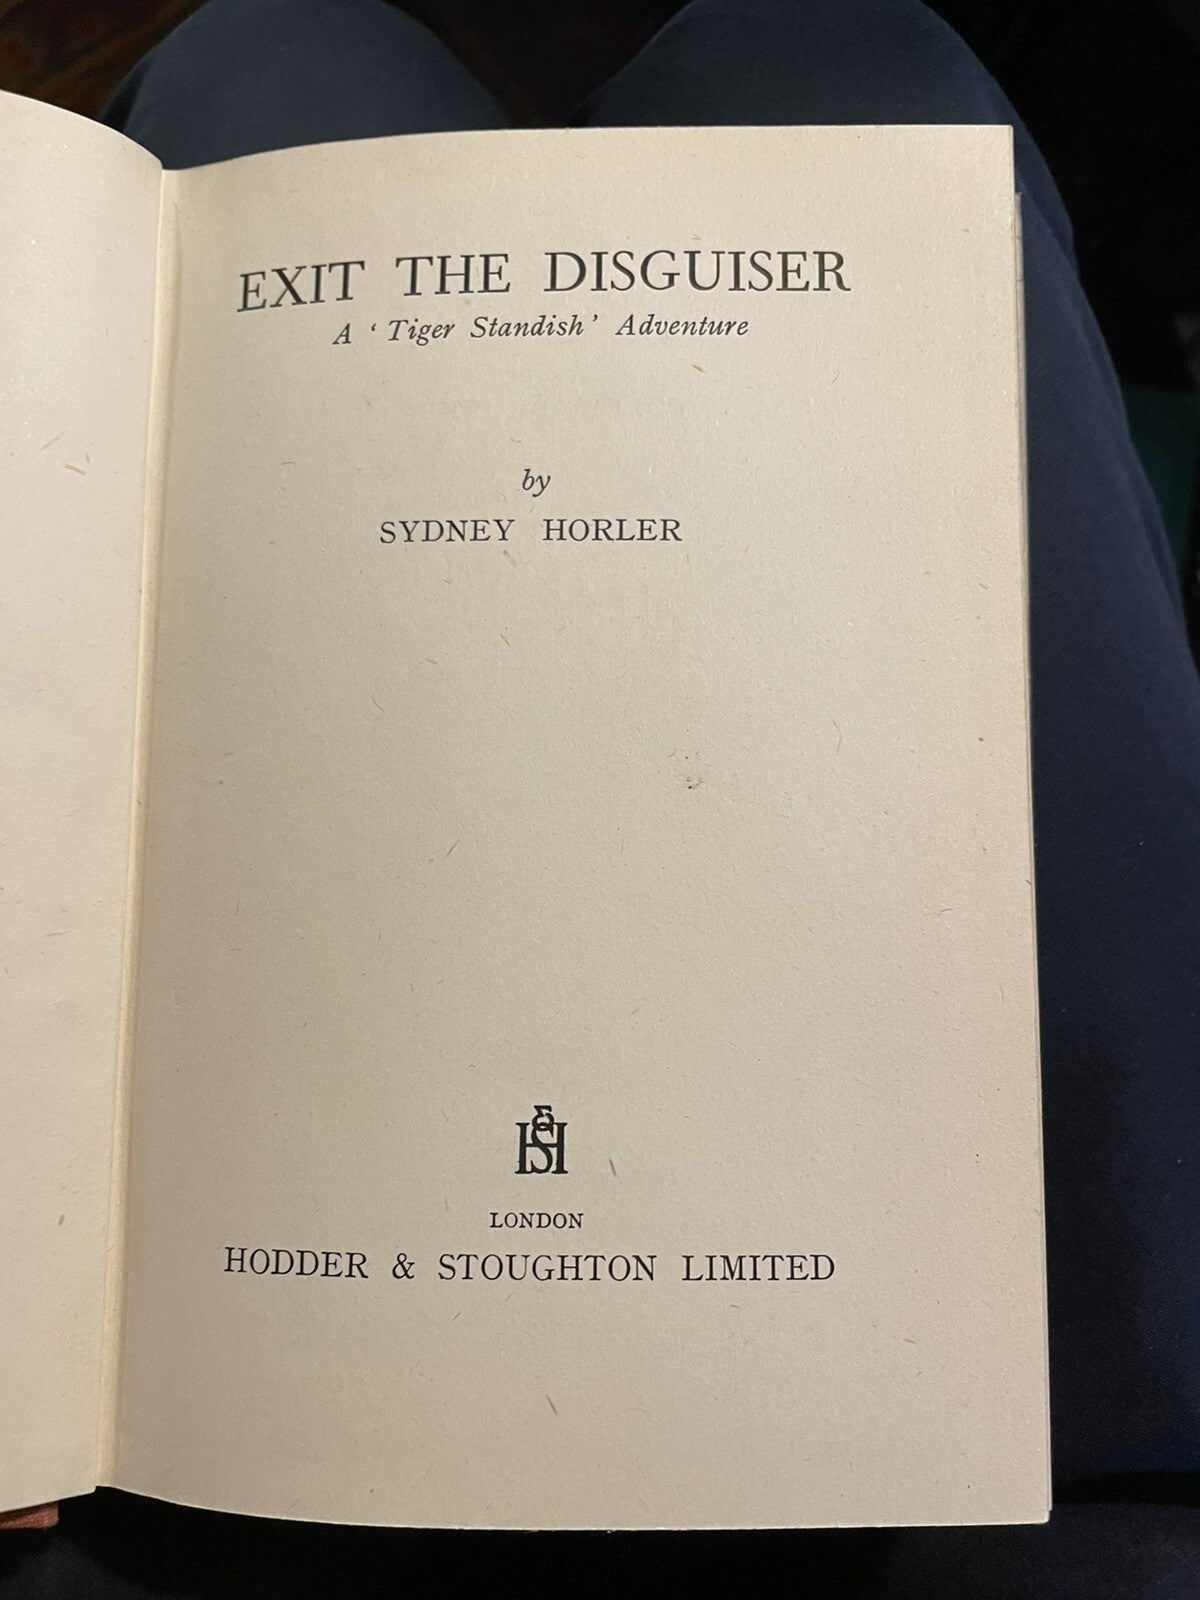 EXIT THE DISGUISER
A ‘Tiger Standish’ Adventure
by
SYDNEY HORLER
H&S
LONDON
HODDER & STOUGHTON LIMITED